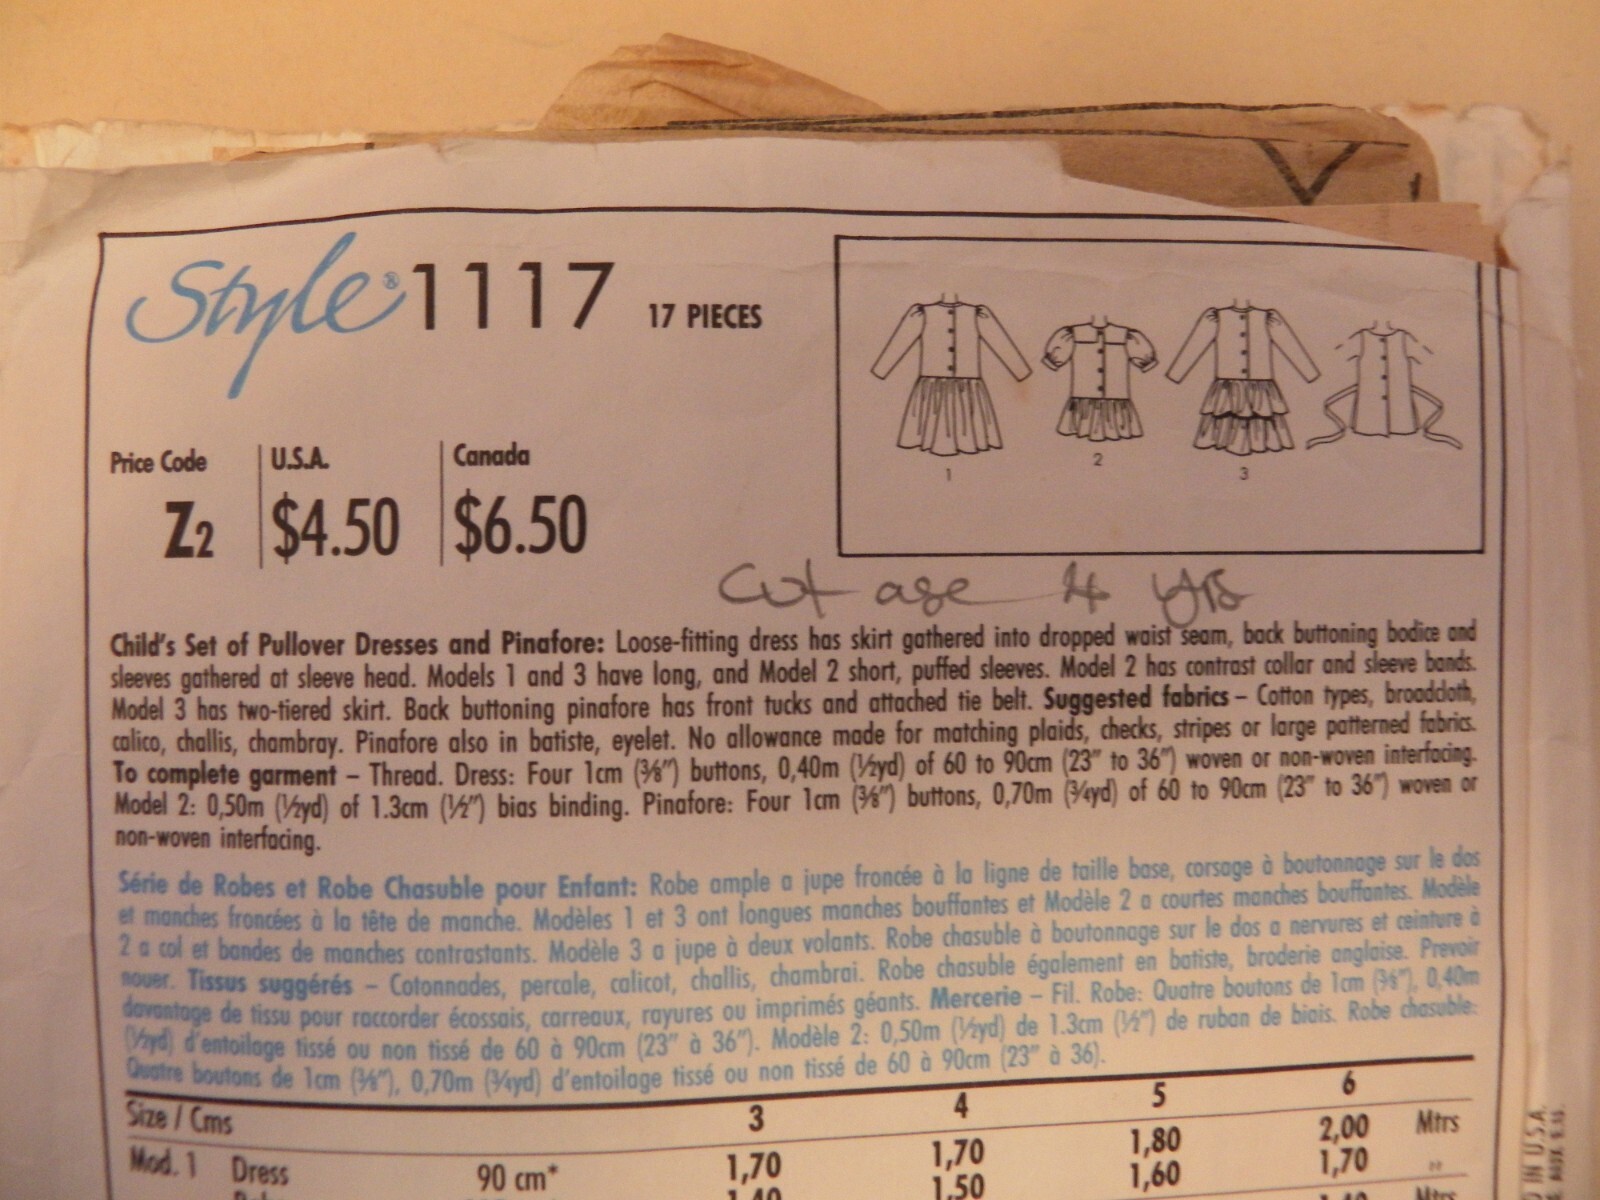 Style® 1117 17 PIECES
1 2 3
Price Code U.S.A. Canada
Z2 $4.50 $6.50
Cut age 4 yrs
Child's Set of Pullover Dresses and Pinafore: Loose-fitting dress has skirt gathered into dropped waist seam, back buttoning bodice and
sleeves gathered at sleeve head. Models 1 and 3 have long, and Model 2 short, puffed sleeves. Model 2 has contrast collar and sleeve bands.
Model 3 has two-tiered skirt. Back buttoning pinafore has front tucks and attached tie belt. Suggested fabrics – Cotton types, broadcloth,
calico, challis, chambray. Pinafore also in batiste, eyelet. No allowance made for matching plaids, checks, stripes or large patterned fabrics.
To complete garment – Thread. Dress: Four 1cm (⅜") buttons, 0,40m (½yd) of 60 to 90cm (23" to 36") woven or non-woven interfacing.
Model 2: 0,50m (½yd) of 1.3cm (½") bias binding. Pinafore: Four 1cm (⅜") buttons, 0,70m (¾yd) of 60 to 90cm (23" to 36") woven or
non-woven interfacing.
Série de Robes et Robe Chasuble pour Enfant: Robe ample a jupe froncée à la ligne de taille base, corsage à boutonnage sur le dos
et manches froncées à la tête de manche. Modèles 1 et 3 ont longues manches bouffantes et Modèle 2 a courtes manches bouffantes. Modèle
2 a col et bandes de manches contrastants. Modèle 3 a jupe à deux volants. Robe chasuble à boutonnage sur le dos a nervures et ceinture à
nouer. Tissus suggérés – Cotonnades, percale, calicot, challis, chambrai. Robe chasuble également en batiste, broderie anglaise. Prevoir
davantage de tissu pour raccorder écossais, carreaux, rayures ou imprimés géants. Mercerie – Fil. Robe: Quatre boutons de 1cm (⅜"), 0,40m
(½yd) d'entoilage tissé ou non tissé de 60 à 90cm (23" à 36"). Modèle 2: 0,50m (½yd) de 1.3cm (½") de ruban de biais. Robe chasuble:
Quatre boutons de 1cm (⅜"), 0,70m (¾yd) d'entoilage tissé ou non tissé de 60 à 90cm (23" à 36).
Size / Cms 3 4 5 6
Mod. 1 Dress 90 cm* 1,70 1,70 1,80 2,00 Mtrs
1,40 1,50 1,60 1,70 "
Mtrs
IN U.S.A.